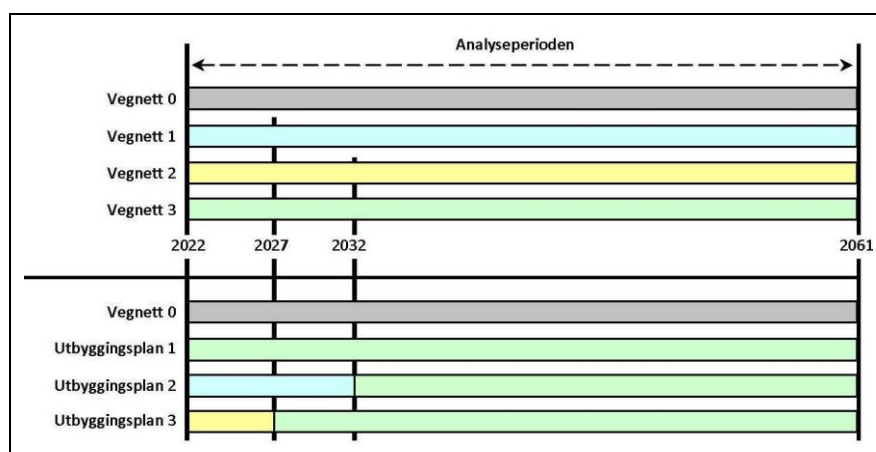 Analyseperioden
Vegnett 0
Vegnett 1
Vegnett 2
Vegnett 3
2022 2027 2032 2061
Vegnett 0
Utbyggingsplan 1
Utbyggingsplan 2
Utbyggingsplan 3